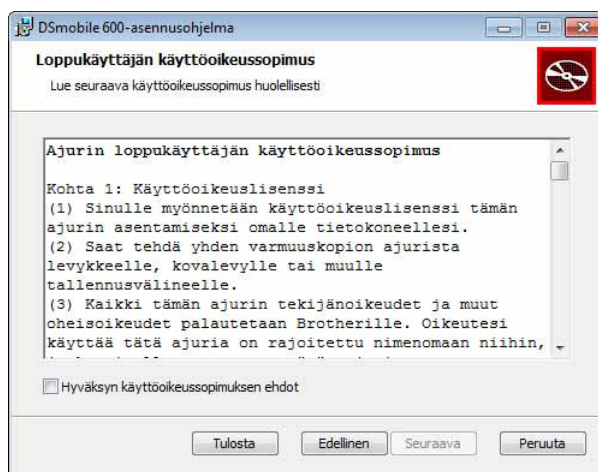 DSmobile 600-asennusohjelma
Loppukäyttäjän käyttöoikeussopimus
Lue seuraava käyttöoikeussopimus huolellisesti
Ajurin loppukäyttäjän käyttöoikeussopimus
Kohta 1: Käyttöoikeuslisenssi
(1) Sinulle myönnetään käyttöoikeuslisenssi tämän
ajurin asentamiseksi omalle tietokoneellesi.
(2) Saat tehdä yhden varmuuskopion ajurista
levykkeelle, kovalevylle tai muulle
tallennusvälineelle.
(3) Kaikki tämän ajurin tekijänoikeudet ja muut
oheisoikeudet palautetaan Brotherille. Oikeutesi
käyttää tätä ajuria on rajoitettu nimenomaan niihin,
Hyväksyn käyttöoikeussopimuksen ehdot
Tulosta
Edellinen
Seuraava
Peruuta